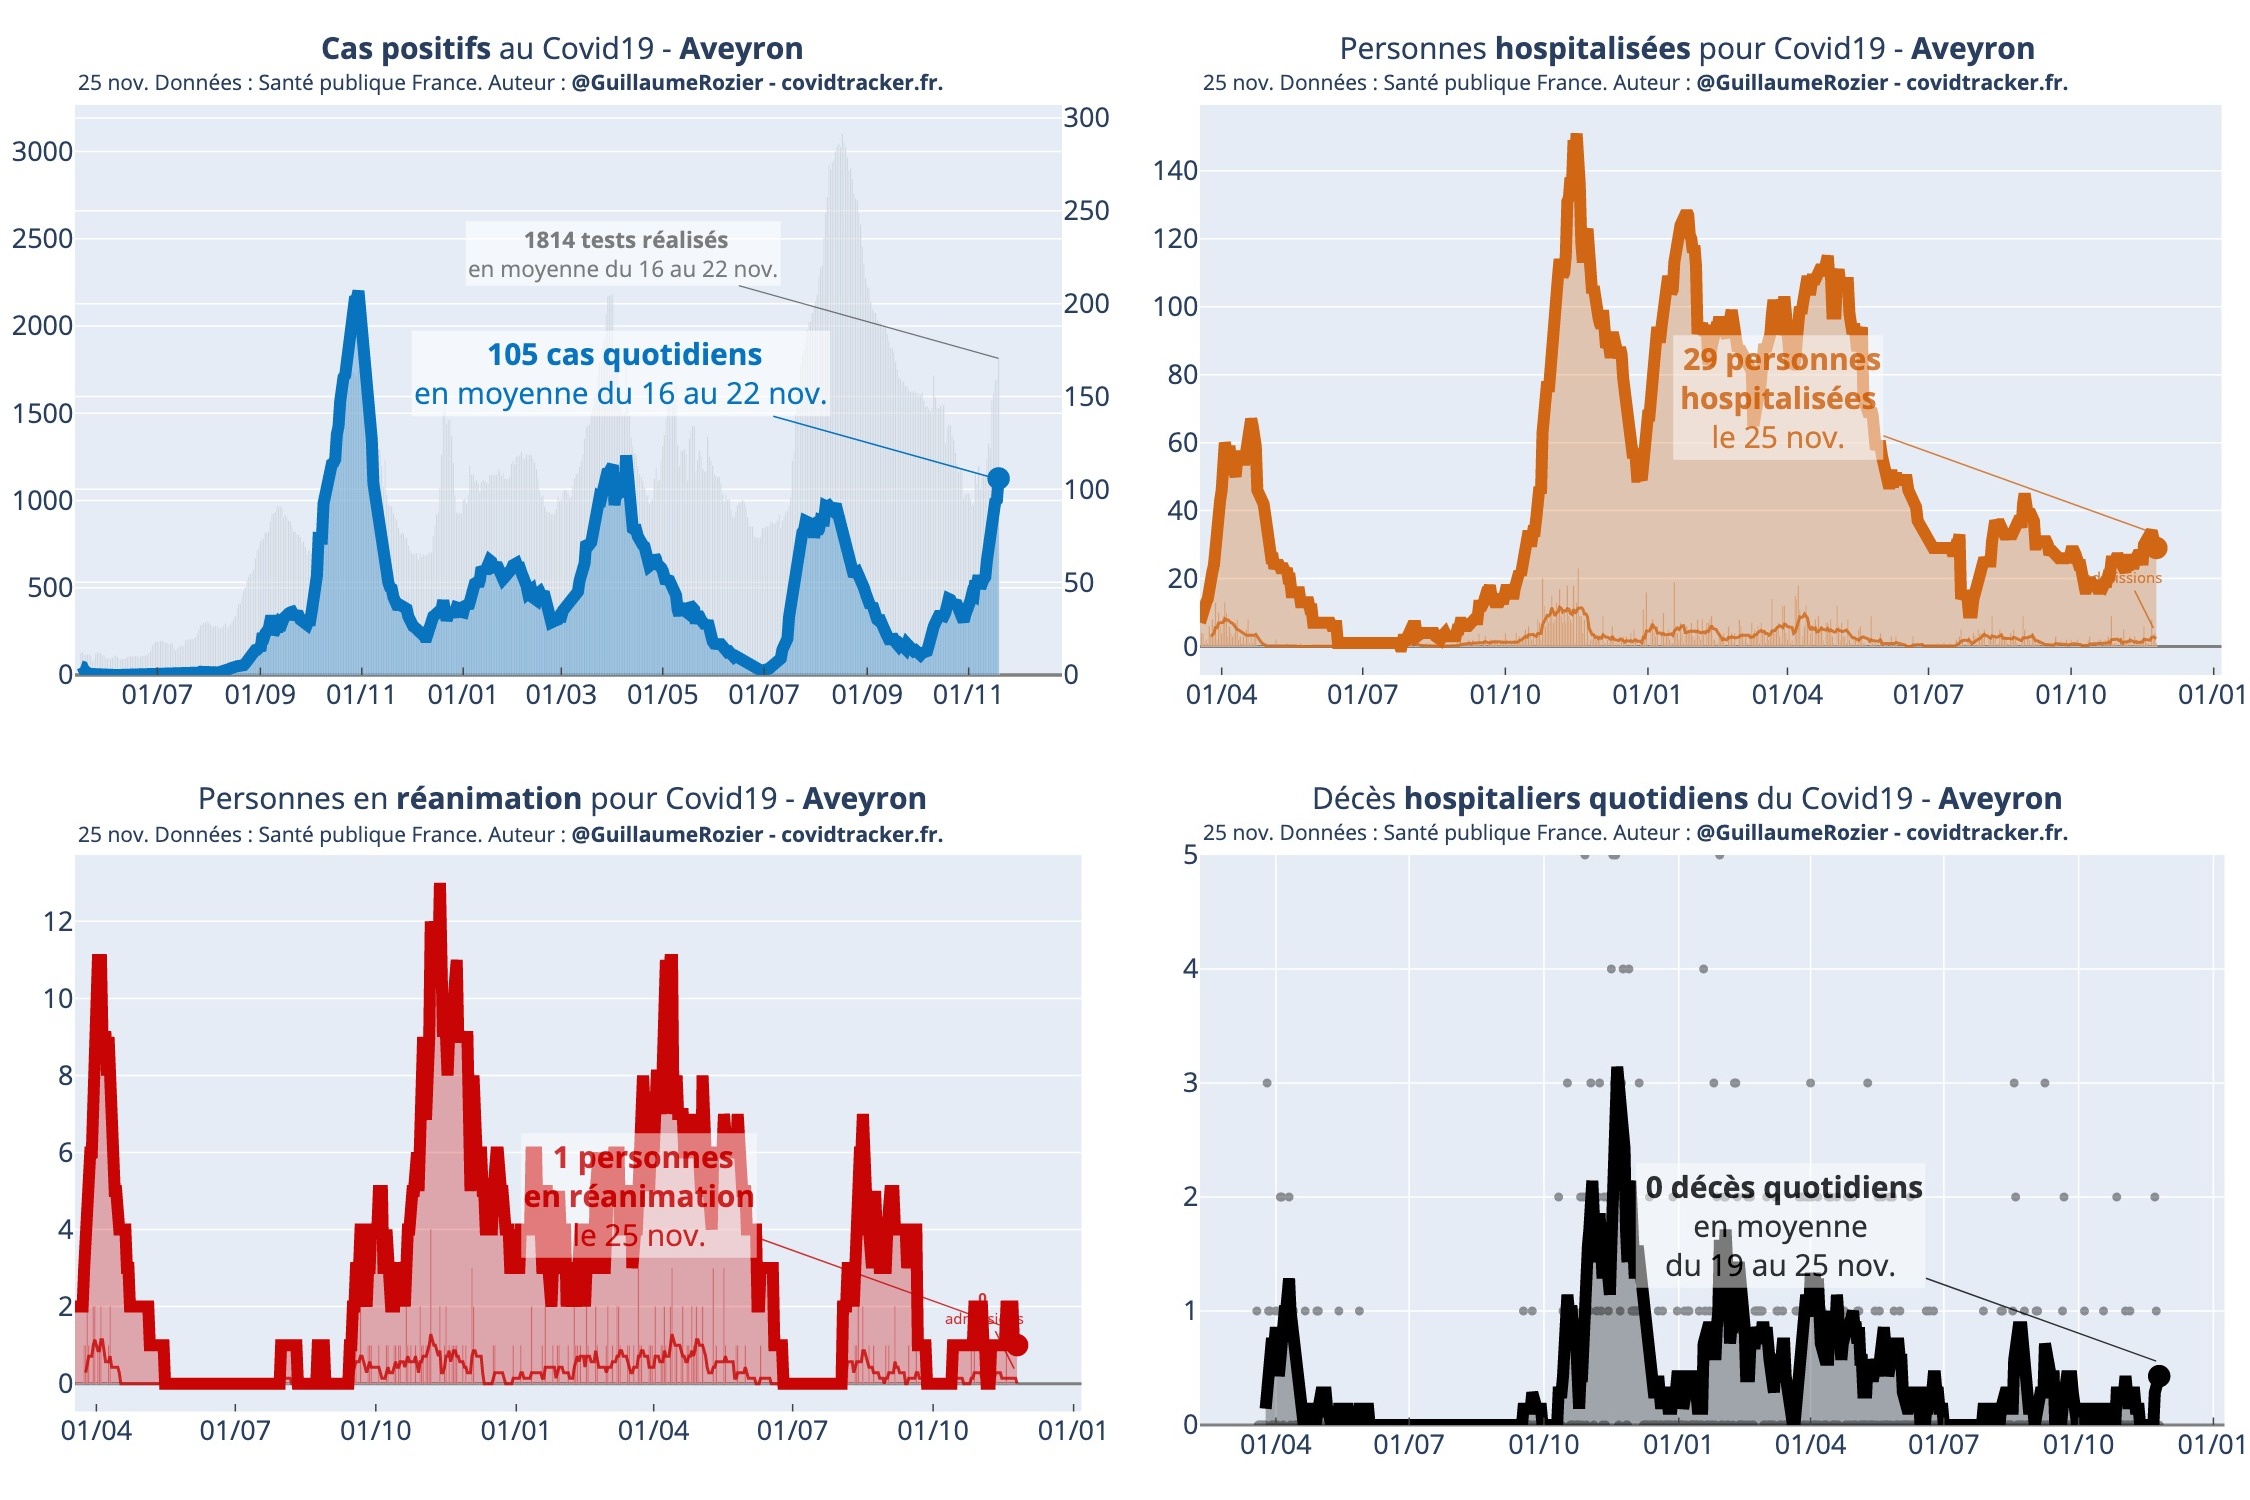 Cas positifs au Covid19 - Aveyron
25 nov. Données : Santé publique France. Auteur : @GuillaumeRozier - covidtracker.fr.
3000
2500
2000
1500
1000
500
0
300
250
200
150
100
50
0
1814 tests réalisés
en moyenne du 16 au 22 nov.
105 cas quotidiens
en moyenne du 16 au 22 nov.
01/07 01/09 01/11 01/01 01/03 01/05 01/07 01/09 01/11
Personnes hospitalisées pour Covid19 - Aveyron
25 nov. Données : Santé publique France. Auteur : @GuillaumeRozier - covidtracker.fr.
140
120
100
80
60
40
20
0
29 personnes
hospitalisées
le 25 nov.
01/04 01/07 01/10 01/01 01/04 01/07 01/10 01/01
Personnes en réanimation pour Covid19 - Aveyron
25 nov. Données : Santé publique France. Auteur : @GuillaumeRozier - covidtracker.fr.
12
10
8
6
4
2
0
1 personnes
en réanimation
le 25 nov.
0
admissions
01/04 01/07 01/10 01/01 01/04 01/07 01/10 01/01
Décès hospitaliers quotidiens du Covid19 - Aveyron
25 nov. Données : Santé publique France. Auteur : @GuillaumeRozier - covidtracker.fr.
5
4
3
2
1
0
0 décès quotidiens
en moyenne
du 19 au 25 nov.
01/04 01/07 01/10 01/01 01/04 01/07 01/10 01/01